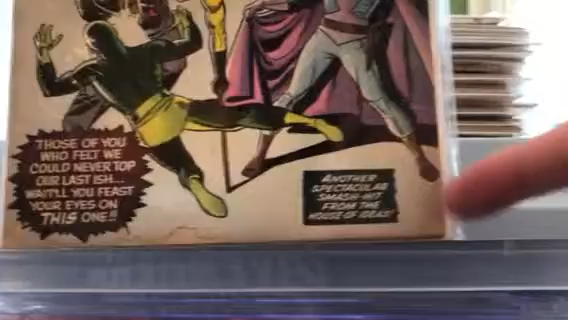 THOSE OF YOU
WHO FELT WE
COULD NEVER TOP
OUR LAST ISH...
WAIT'LL YOU FEAST
YOUR EYES ON
THIS ONE!!
ANOTHER
SPECTACULAR
SMASH-HIT
FROM THE
HOUSE OF IDEAS!